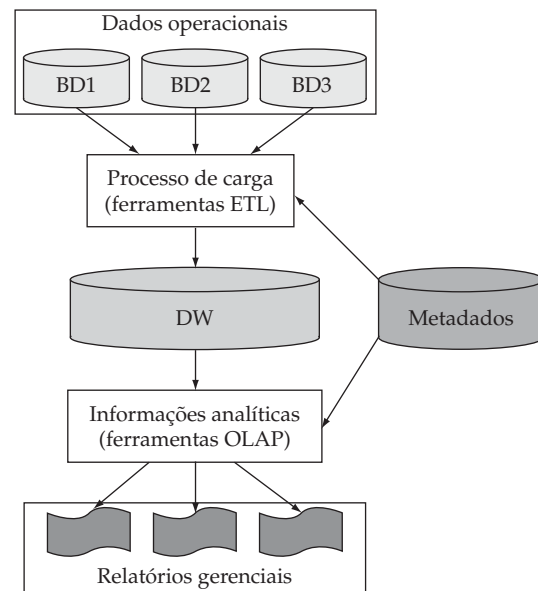 Dados operacionais
BD1 BD2 BD3
Processo de carga
(ferramentas ETL)
DW
Metadados
Informações analíticas
(ferramentas OLAP)
Relatórios gerenciais